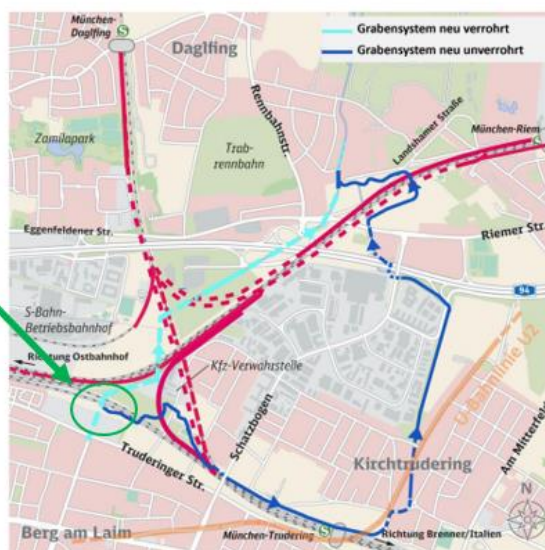 München-
Daglfing
S
Daglfing
Grabensystem neu verrohrt
Grabensystem neu unverrohrt
Zamilapark
Rennbahnstr.
Trab-
rennbahn
Landshamer Straße
München-Riem
S
Eggenfeldener Str.
Riemer Str.
94
S-Bahn-
Betriebsbahnhof
Richtung Ostbahnhof
Kfz-Verwahrstelle
U-Bahnlinie U2
Schatzbogen
Truderinger Str.
Kirchtrudering
Am Mitterfeld
N
Berg am Laim
München-Trudering
S
Richtung Brenner/Italien